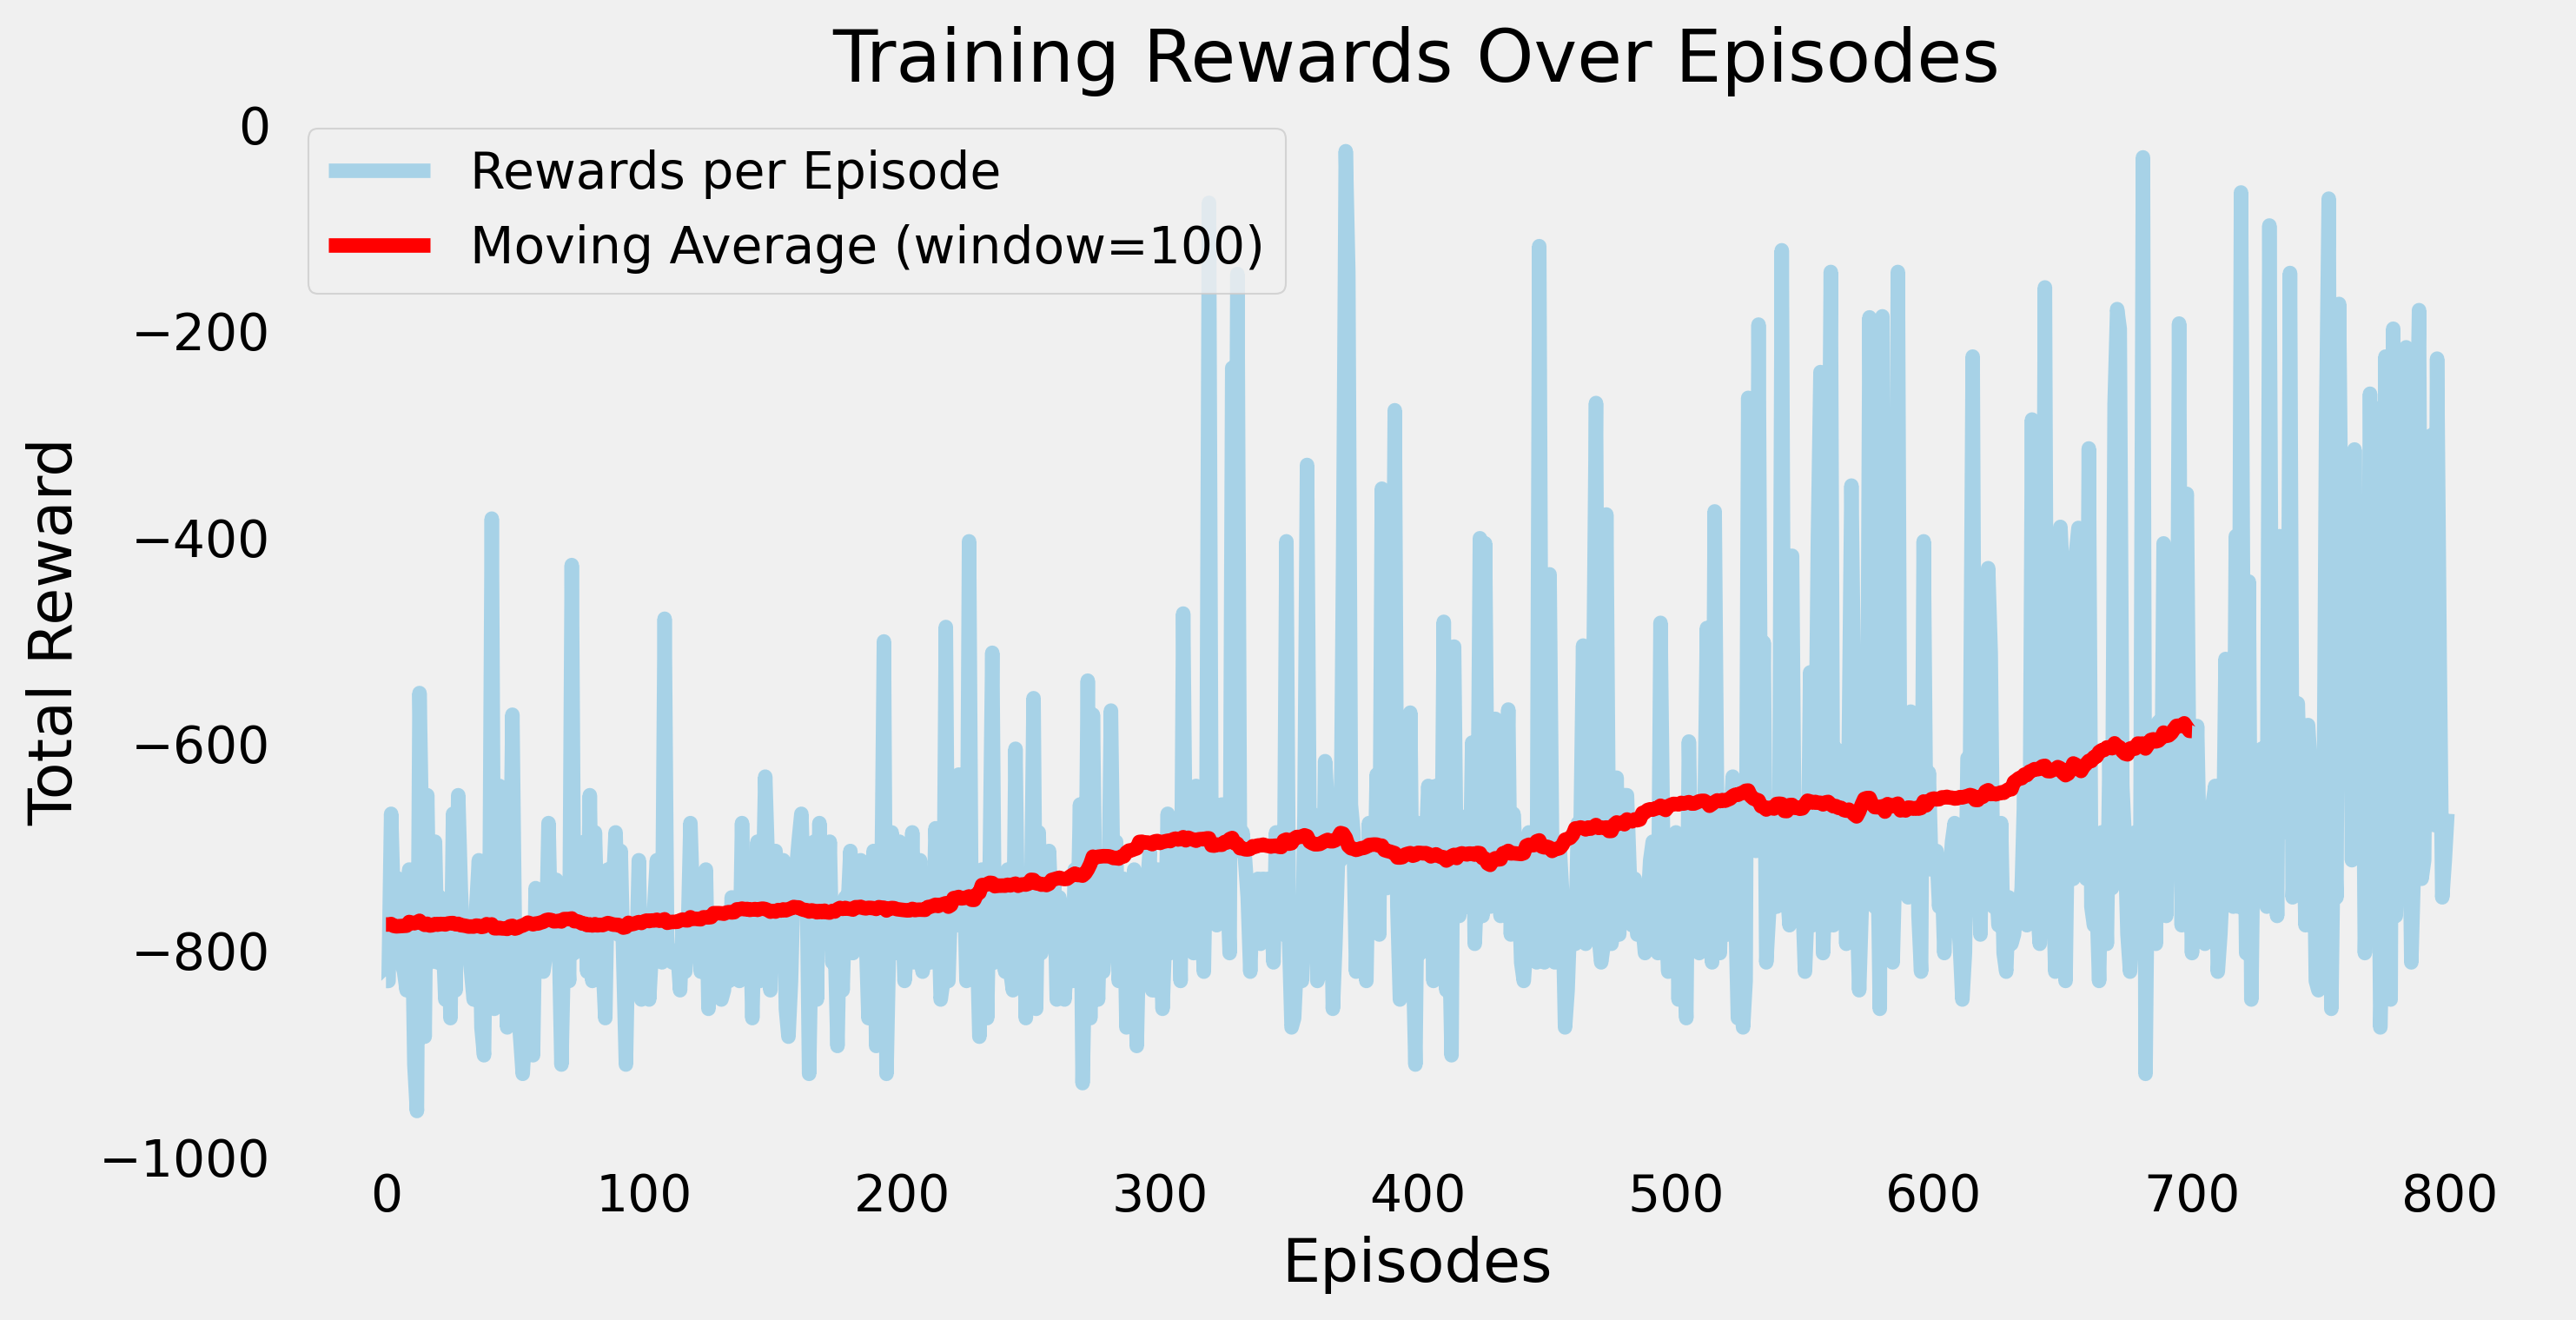 Training Rewards Over Episodes
Rewards per Episode
Moving Average (window=100)
Total Reward
0
−200
−400
−600
−800
−1000
0 100 200 300 400 500 600 700 800
Episodes